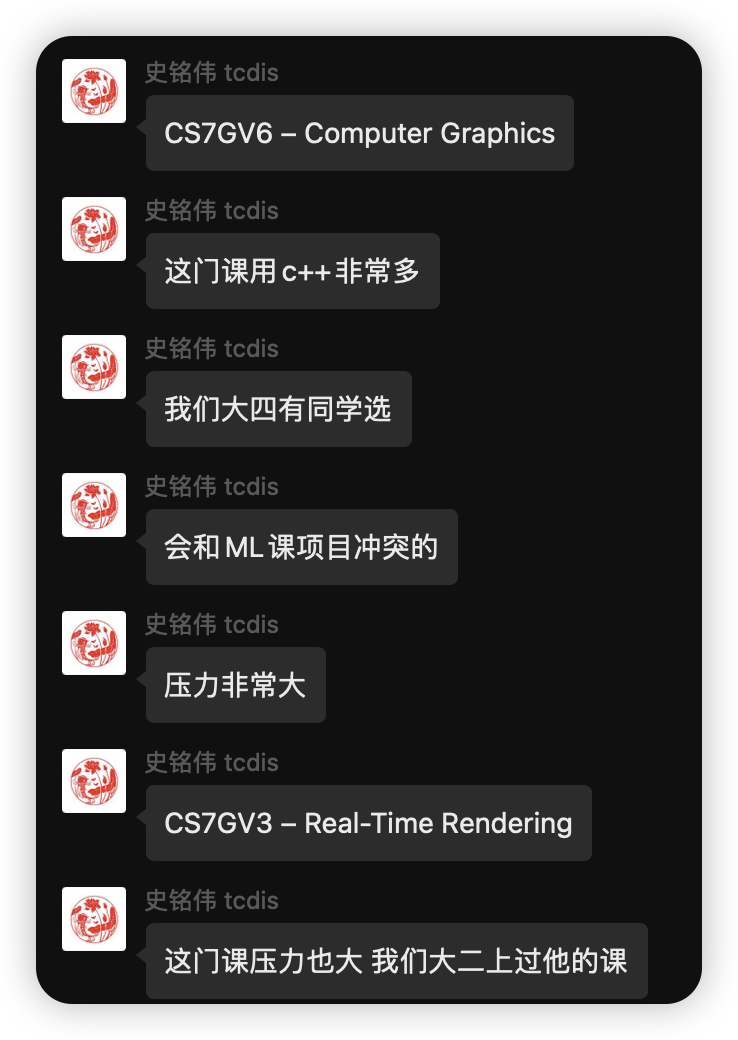 史铭伟 tcdis
CS7GV6 – Computer Graphics
史铭伟 tcdis
这门课用c++非常多
史铭伟 tcdis
我们大四有同学选
史铭伟 tcdis
会和ML课项目冲突的
史铭伟 tcdis
压力非常大
史铭伟 tcdis
CS7GV3 – Real-Time Rendering
史铭伟 tcdis
这门课压力也大 我们大二上过他的课